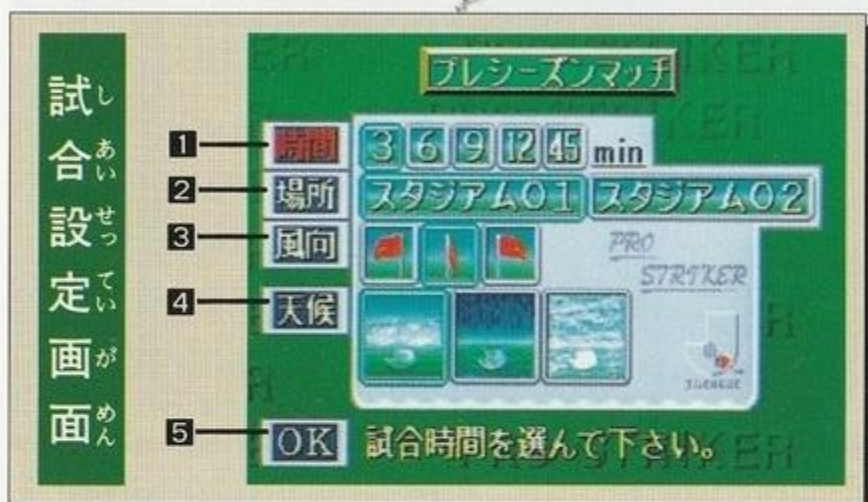 試合設定画面
しあいせっていがめん
プレシーズンマッチ
1 時間 3 6 9 12 45 min
2 場所 スタジアム01 スタジアム02
3 風向
PRO
STRIKER
4 天候
J.LEAGUE
5 OK 試合時間を選んで下さい。